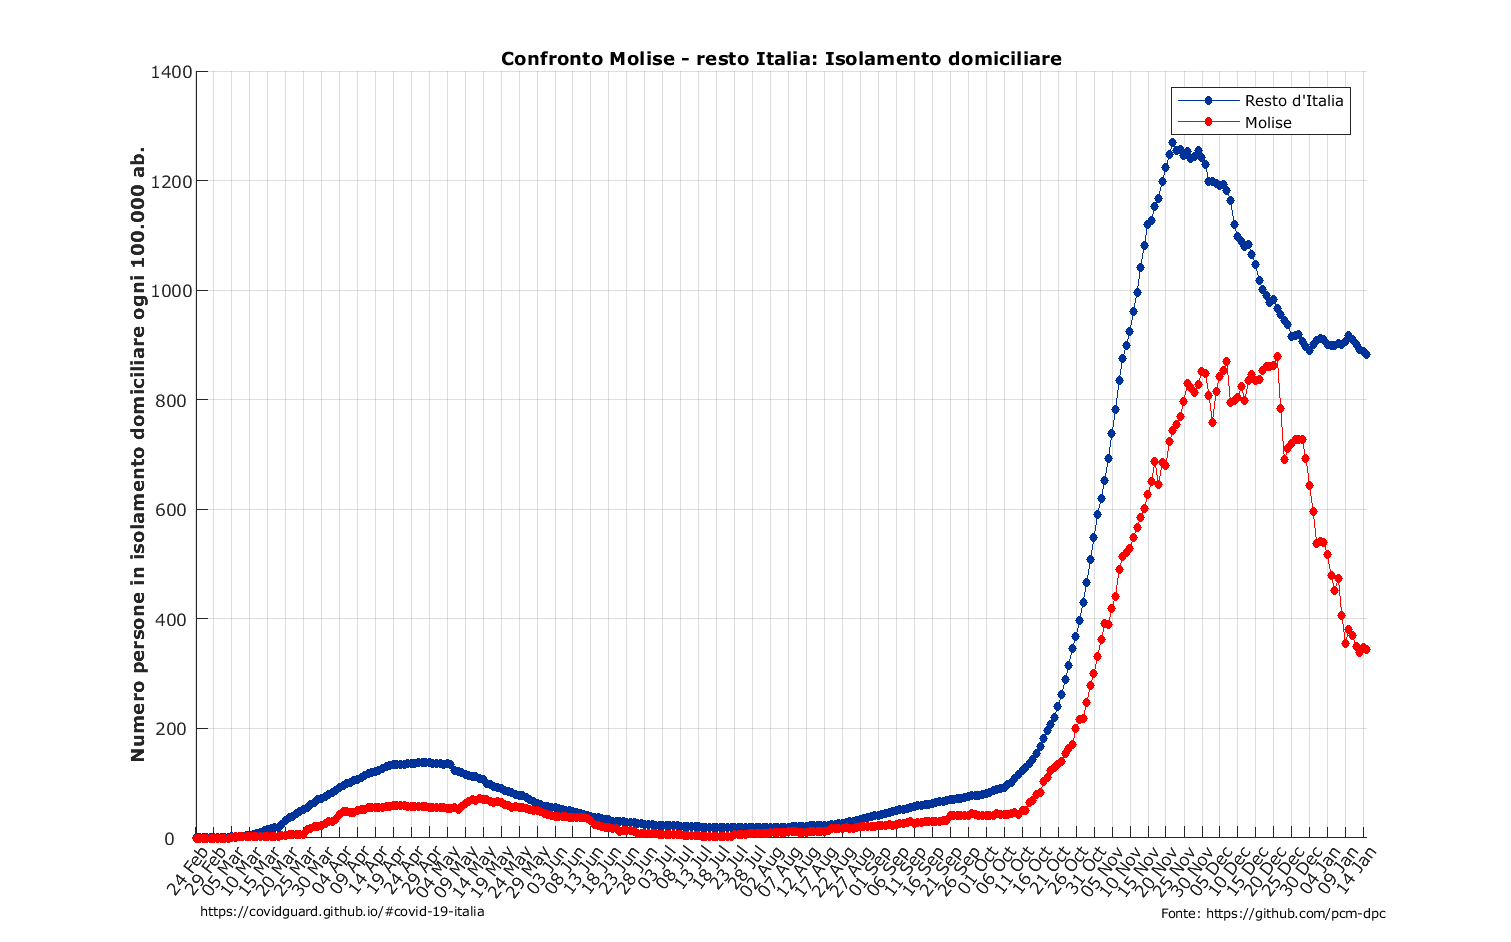 Confronto Molise - resto Italia: Isolamento domiciliare
Resto d'Italia
Molise
Numero persone in isolamento domiciliare ogni 100.000 ab.
1400
1200
1000
800
600
400
200
0
24 Feb
29 Feb
05 Mar
10 Mar
15 Mar
20 Mar
25 Mar
30 Mar
04 Apr
09 Apr
14 Apr
19 Apr
24 Apr
29 Apr
04 May
09 May
14 May
19 May
24 May
29 May
03 Jun
08 Jun
13 Jun
18 Jun
23 Jun
28 Jun
03 Jul
08 Jul
13 Jul
18 Jul
23 Jul
28 Jul
02 Aug
07 Aug
12 Aug
17 Aug
22 Aug
27 Aug
01 Sep
06 Sep
11 Sep
16 Sep
21 Sep
26 Sep
01 Oct
06 Oct
11 Oct
16 Oct
21 Oct
26 Oct
31 Oct
05 Nov
10 Nov
15 Nov
20 Nov
25 Nov
30 Nov
05 Dec
10 Dec
15 Dec
20 Dec
25 Dec
30 Dec
04 Jan
09 Jan
14 Jan
https://covidguard.github.io/#covid-19-italia
Fonte: https://github.com/pcm-dpc